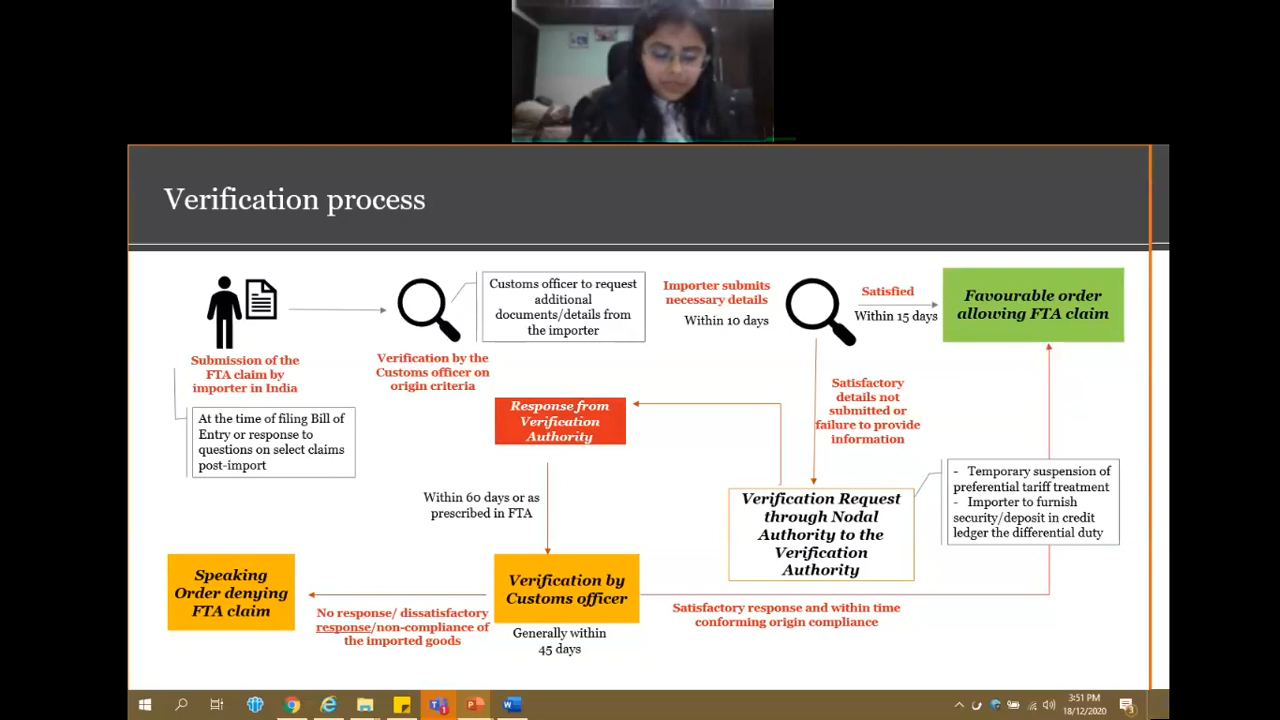 Verification process
Submission of the
FTA claim by
importer in India
At the time of filing Bill of
Entry or response to
questions on select claims
post-import
Verification by the
Customs officer on
origin criteria
Customs officer to request
additional
documents/details from
the importer
Importer submits
necessary details
Within 10 days
Satisfied
Within 15 days
Favourable order
allowing FTA claim
Satisfactory
details not
submitted or
failure to provide
information
Verification Request
through Nodal
Authority to the
Verification
Authority
- Temporary suspension of
preferential tariff treatment
- Importer to furnish
security/deposit in credit
ledger the differential duty
Response from
Verification
Authority
Within 60 days or as
prescribed in FTA
Verification by
Customs officer
Generally within
45 days
Satisfactory response and within time
conforming origin compliance
No response/ dissatisfactory
response/non-compliance of
the imported goods
Speaking
Order denying
FTA claim
3:51 PM
18/12/2020